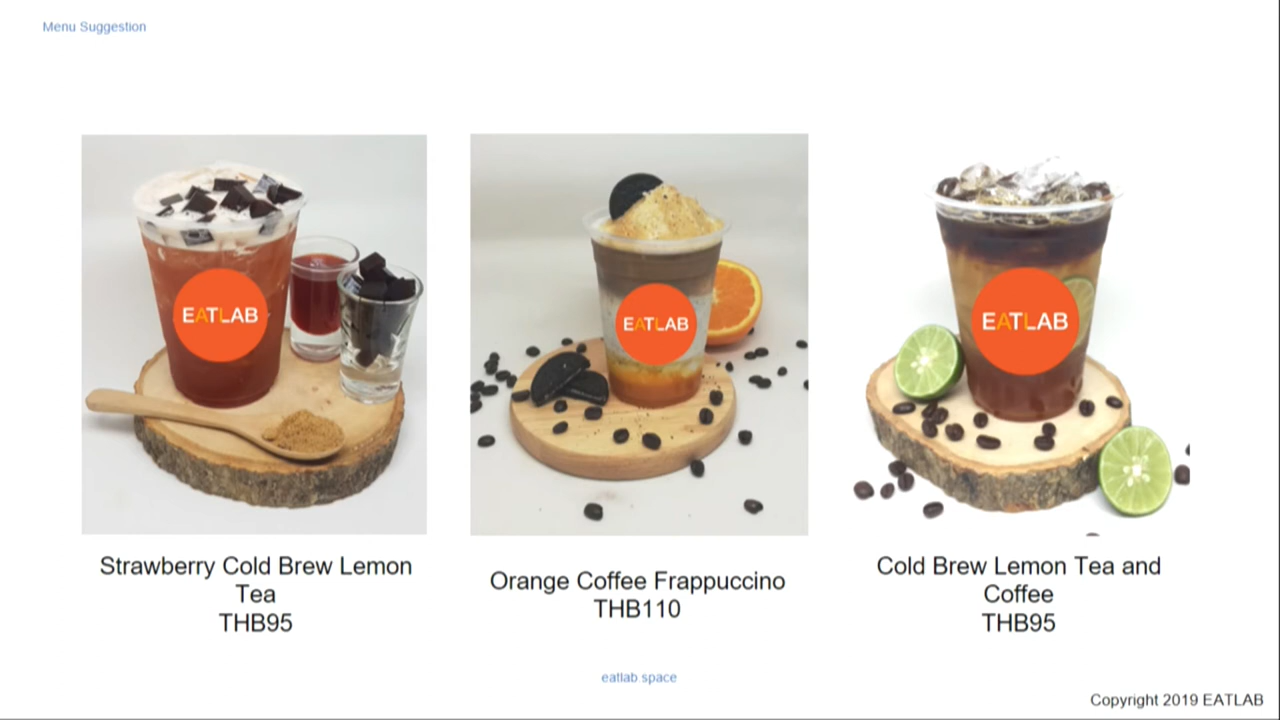 Menu Suggestion
EATLAB
EATLAB
EATLAB
Strawberry Cold Brew Lemon
Tea
THB95
Orange Coffee Frappuccino
THB110
Cold Brew Lemon Tea and
Coffee
THB95
eatlab.space
Copyright 2019 EATLAB